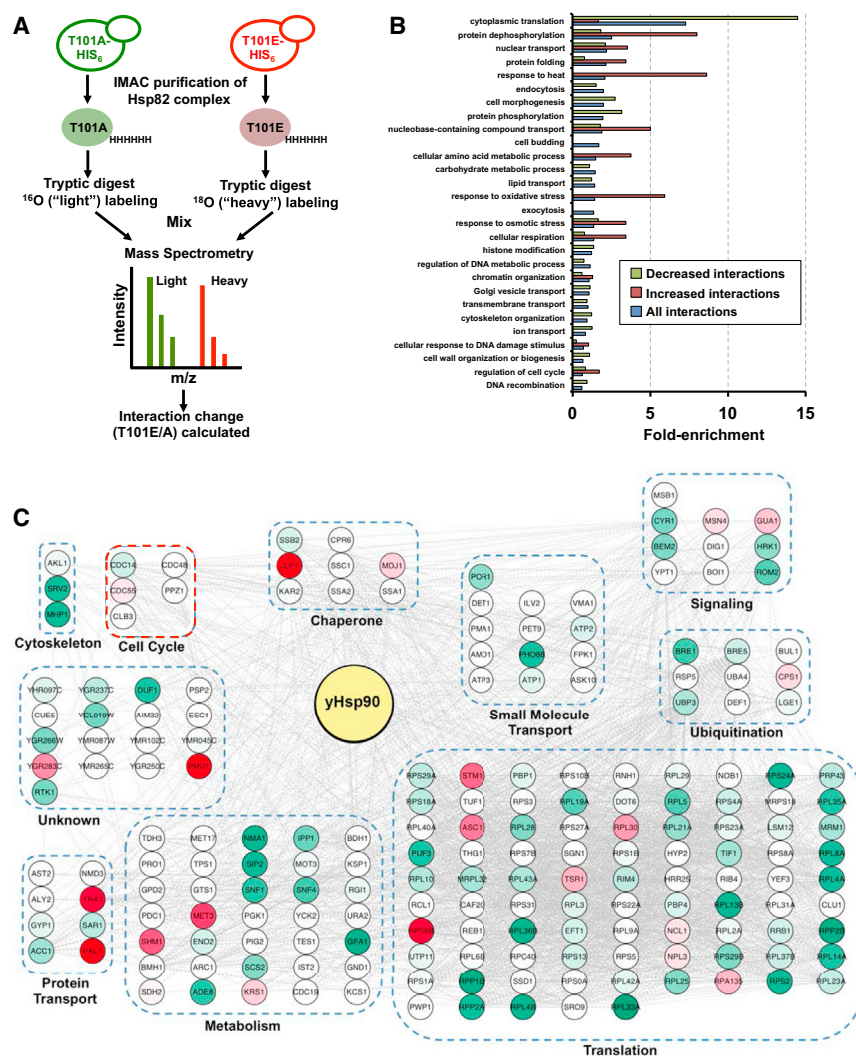 A
T101A-
HIS6
T101E-
HIS6
IMAC purification of
Hsp82 complex
T101A
HHHHHH
T101E
HHHHHH
Tryptic digest
16O ("light") labeling
Tryptic digest
18O ("heavy") labeling
Mix
Mass Spectrometry
Light
Heavy
Intensity
m/z
Interaction change
(T101E/A) calculated
B
cytoplasmic translation
protein dephosphorylation
nuclear transport
protein folding
response to heat
endocytosis
cell morphogenesis
protein phosphorylation
nucleobase-containing compound transport
cell budding
cellular amino acid metabolic process
carbohydrate metabolic process
lipid transport
response to oxidative stress
exocytosis
response to osmotic stress
cellular respiration
histone modification
regulation of DNA metabolic process
chromatin organization
Golgi vesicle transport
transmembrane transport
cytoskeleton organization
ion transport
cellular response to DNA damage stimulus
cell wall organization or biogenesis
regulation of cell cycle
DNA recombination
Decreased interactions
Increased interactions
All interactions
0 5 10 15
Fold-enrichment
C
AKL1
SRV2
MHP1
Cytoskeleton
CDC14 CDC48
CDC55 PPZ1
CLB3
Cell Cycle
SSB2 CPR6
SSC1 MDJ1
KAR2 SSA2 SSA1
Chaperone
POR1
DET1 ILV2 VMA1
PMA1 PET9 ATP2
AMD1 PHO88 FPK1
ATP3 ATP1 ASK10
Small Molecule
Transport
MSB1
CYR1 MSN4 GUA1
BEM2 DIG1 HRK1
YPT1 BOI1 ROM2
Signaling
BRE1 BRE5 BUL1
RSP5 UBA4 CPS1
UBP3 DEF1 LGE1
Ubiquitination
yHsp90
YHR097C YGR237C DUF1 PSP2
CUE5 YCL019W AIM32 ESC1
YGR266W YMR087W YMR102C YMR045C
YGR283C YMR265C YGR250C PMU1
RTK1
Unknown
AST2 NMD3
ALY2 YRA1
GYP1 SAR1
ACC1 PAL1
Protein
Transport
TDH3 MET17 NMA1 IPP1 BDH1
PRO1 TPS1 SIP2 MOT3 KSP1
GPD2 GTS1 SNF1 SNF4 RGI1
PDC1 MET3 PGK1 YCK2 URA2
SHM1 ENO2 PIG2 TES1 GFA1
BMH1 ARC1 SCS2 IST2 GND1
SDH2 ADE6 KRS1 CDC19 KCS1
Metabolism
RPS29A STM1 PBP1 RPS10B RNH1 RPL29 NOB1 RPS24A PRP43
RPS18A TUF1 RPS3 RPL19A DOT6 RPL5 RPS4A MRPS18 RPL35A
RPL40A ASC1 RPL28 RPS27A RPL30 RPL21A RPS23A LSM12 MRM1
PUF3 THG1 RPS7B SGN1 RPS1B HYP2 TIF1 RPS8A RPL8A
RPL10 MRPL32 RPL43A TSR1 RIM4 HRR25 RIB4 YEF3 RPL4A
RCL1 CAF20 RPS31 RPL3 RPS22A PBP4 RPL13B RPL31A CLU1
RPS9B REB1 RPL36B EFT1 RPL9A NCL1 RPL2A RRB1 RPP2B
UTP11 RPL6B RPC40 RPS13 RPS5 NPL3 RPS29B RPL37B RPL14A
RPS1A RPP1B SSD1 RPS0A RPL42A RPL25 RPA135 RPS2 RPL23A
PWP1 RPP2A RPL4B SRO9 RPL33A
Translation